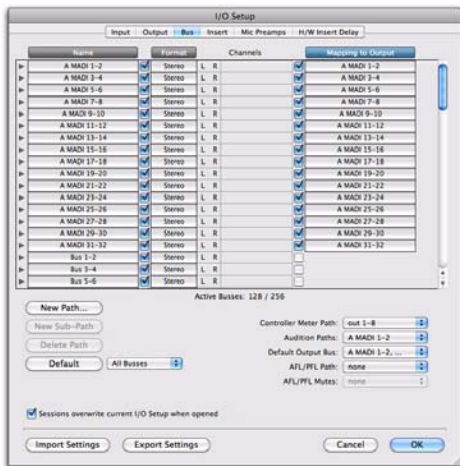 I/O Setup
Input Output Bus Insert Mic Preamps H/W Insert Delay
Name Format Channels Mapping to Output
A MADI 1-2 Stereo L R A MADI 1-2
A MADI 3-4 Stereo L R A MADI 3-4
A MADI 5-6 Stereo L R A MADI 5-6
A MADI 7-8 Stereo L R A MADI 7-8
A MADI 9-10 Stereo L R A MADI 9-10
A MADI 11-12 Stereo L R A MADI 11-12
A MADI 13-14 Stereo L R A MADI 13-14
A MADI 15-16 Stereo L R A MADI 15-16
A MADI 17-18 Stereo L R A MADI 17-18
A MADI 19-20 Stereo L R A MADI 19-20
A MADI 21-22 Stereo L R A MADI 21-22
A MADI 23-24 Stereo L R A MADI 23-24
A MADI 25-26 Stereo L R A MADI 25-26
A MADI 27-28 Stereo L R A MADI 27-28
A MADI 29-30 Stereo L R A MADI 29-30
A MADI 31-32 Stereo L R A MADI 31-32
Bus 1-2 Stereo L R
Bus 3-4 Stereo L R
Bus 5-6 Stereo L R
Active Busses: 128 / 256
New Path...
New Sub-Path
Delete Path
Default All Busses
Controller Meter Path: out 1-8
Audition Paths: A MADI 1-2
Default Output Bus: A MADI 1-2, ...
AFL/PFL Path: none
AFL/PFL Mutes: none
Sessions overwrite current I/O Setup when opened
Import Settings Export Settings Cancel OK